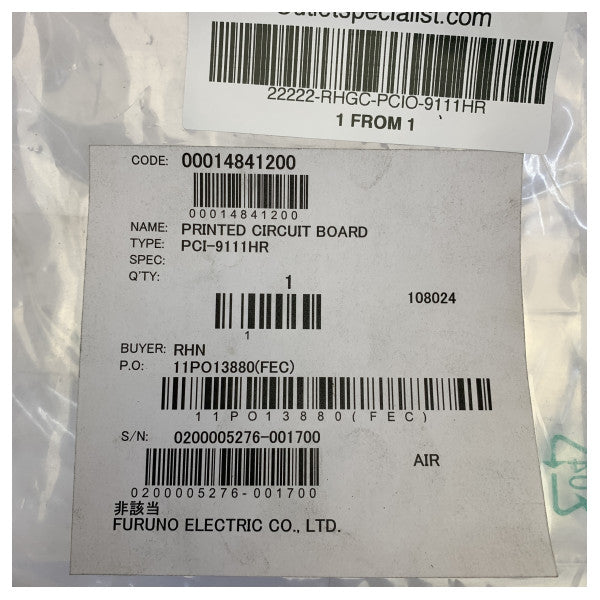 Outletspecialist.com
22222-RHGC-PCIO-9111HR
1 FROM 1
CODE: 00014841200
00014841200
NAME: PRINTED CIRCUIT BOARD
TYPE: PCI-9111HR
SPEC:
Q'TY: 1
1
108024
BUYER: RHN
P.O: 11PO13880(FEC)
11PO13880(FEC)
S/N: 0200005276-001700
0200005276-001700
AIR
非該当
FURUNO ELECTRIC CO., LTD.